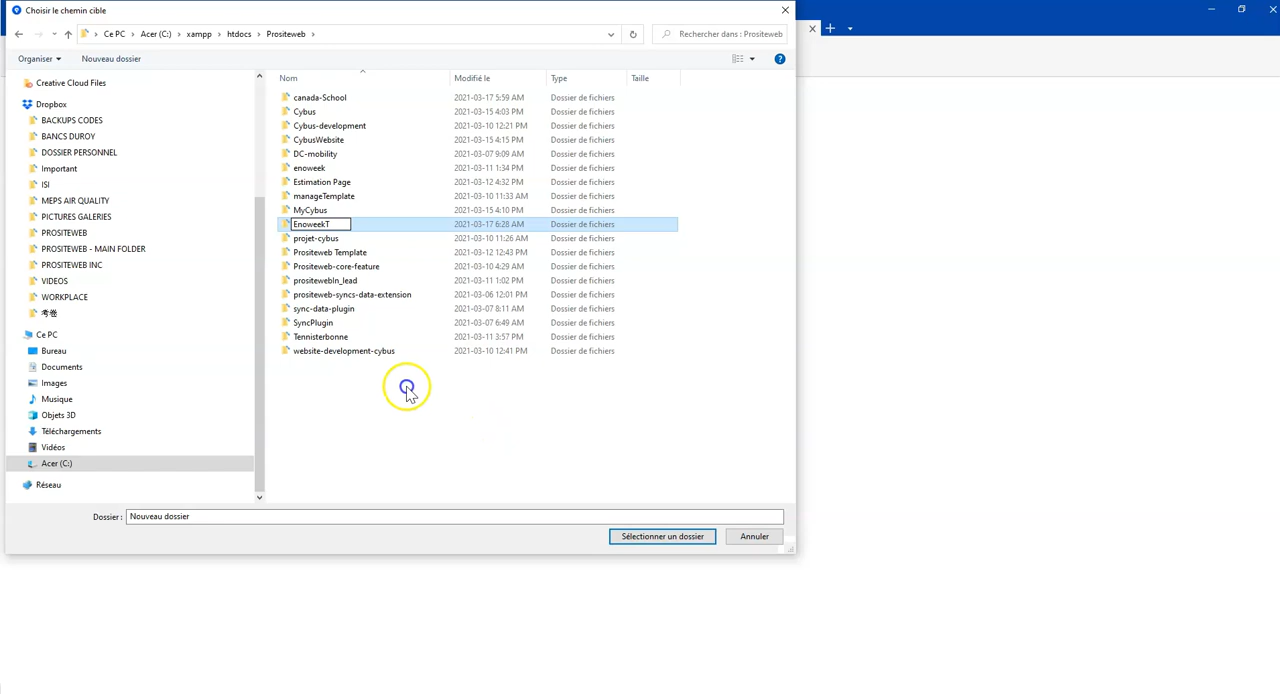 Choisir le chemin cible
Ce PC > Acer (C:) > xampp > htdocs > Prositeweb >
Rechercher dans : Prositeweb
Organiser
Nouveau dossier
Creative Cloud Files
Dropbox
BACKUPS CODES
BANCS DUROY
DOSSIER PERSONNEL
Important
ISI
MEPS AIR QUALITY
PICTURES GALERIES
PROSITEWEB
PROSITEWEB - MAIN FOLDER
PROSITEWEB INC
VIDEOS
WORKPLACE
考卷
Ce PC
Bureau
Documents
Images
Musique
Objets 3D
Téléchargements
Vidéos
Acer (C:)
Réseau
Nom Modifié le Type Taille
canada-School 2021-03-17 5:59 AM Dossier de fichiers
Cybus 2021-03-15 4:03 PM Dossier de fichiers
Cybus-development 2021-03-10 12:21 PM Dossier de fichiers
CybusWebsite 2021-03-15 4:15 PM Dossier de fichiers
DC-mobility 2021-03-07 9:09 AM Dossier de fichiers
enoweek 2021-03-11 1:34 PM Dossier de fichiers
Estimation Page 2021-03-12 4:32 PM Dossier de fichiers
manageTemplate 2021-03-10 11:33 AM Dossier de fichiers
MyCybus 2021-03-15 4:10 PM Dossier de fichiers
EnoweekT 2021-03-17 6:28 AM Dossier de fichiers
projet-cybus 2021-03-10 11:26 AM Dossier de fichiers
Prositeweb Template 2021-03-12 12:43 PM Dossier de fichiers
Prositeweb-core-feature 2021-03-10 4:29 AM Dossier de fichiers
prositewebIn_lead 2021-03-11 1:02 PM Dossier de fichiers
prositeweb-syncs-data-extension 2021-03-06 12:01 PM Dossier de fichiers
sync-data-plugin 2021-03-07 8:11 AM Dossier de fichiers
SyncPlugin 2021-03-07 6:49 AM Dossier de fichiers
Tennisterbonne 2021-03-11 3:57 PM Dossier de fichiers
website-development-cybus 2021-03-10 12:41 PM Dossier de fichiers
Dossier : Nouveau dossier
Sélectionner un dossier
Annuler